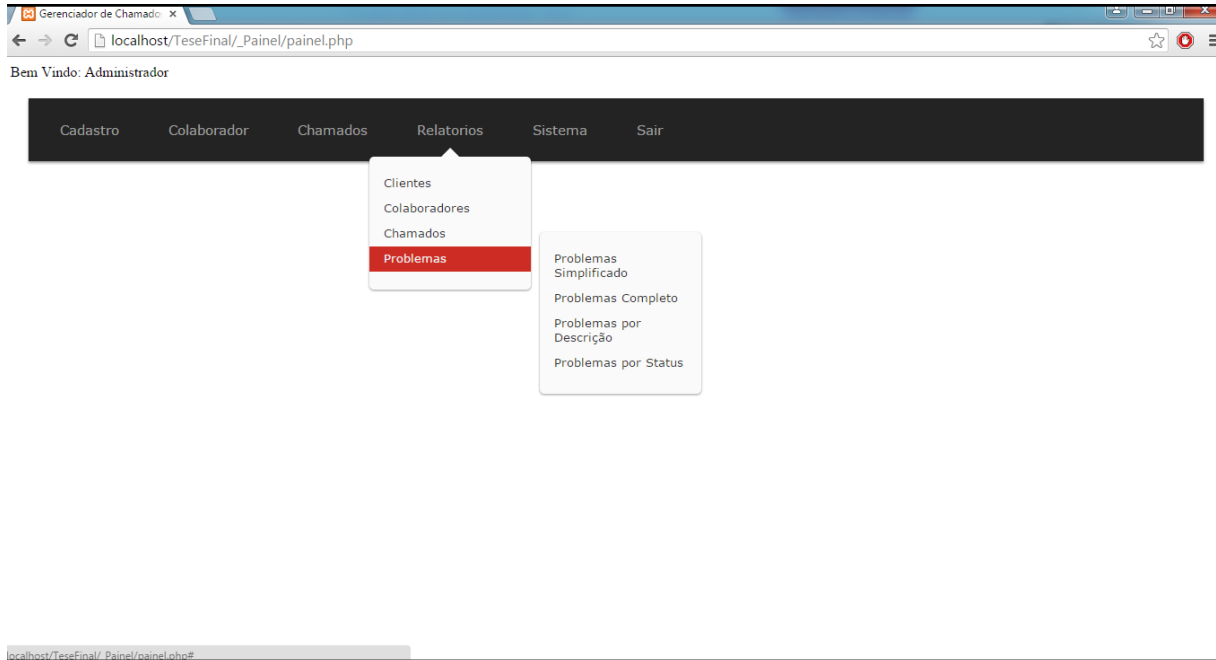 Gerenciador de Chamado
localhost/TeseFinal/_Painel/painel.php
Bem Vindo: Administrador
Cadastro Colaborador Chamados Relatorios Sistema Sair
Clientes
Colaboradores
Chamados
Problemas
Problemas
Simplificado
Problemas Completo
Problemas por
Descrição
Problemas por Status
localhost/TeseFinal/_Painel/painel.php#